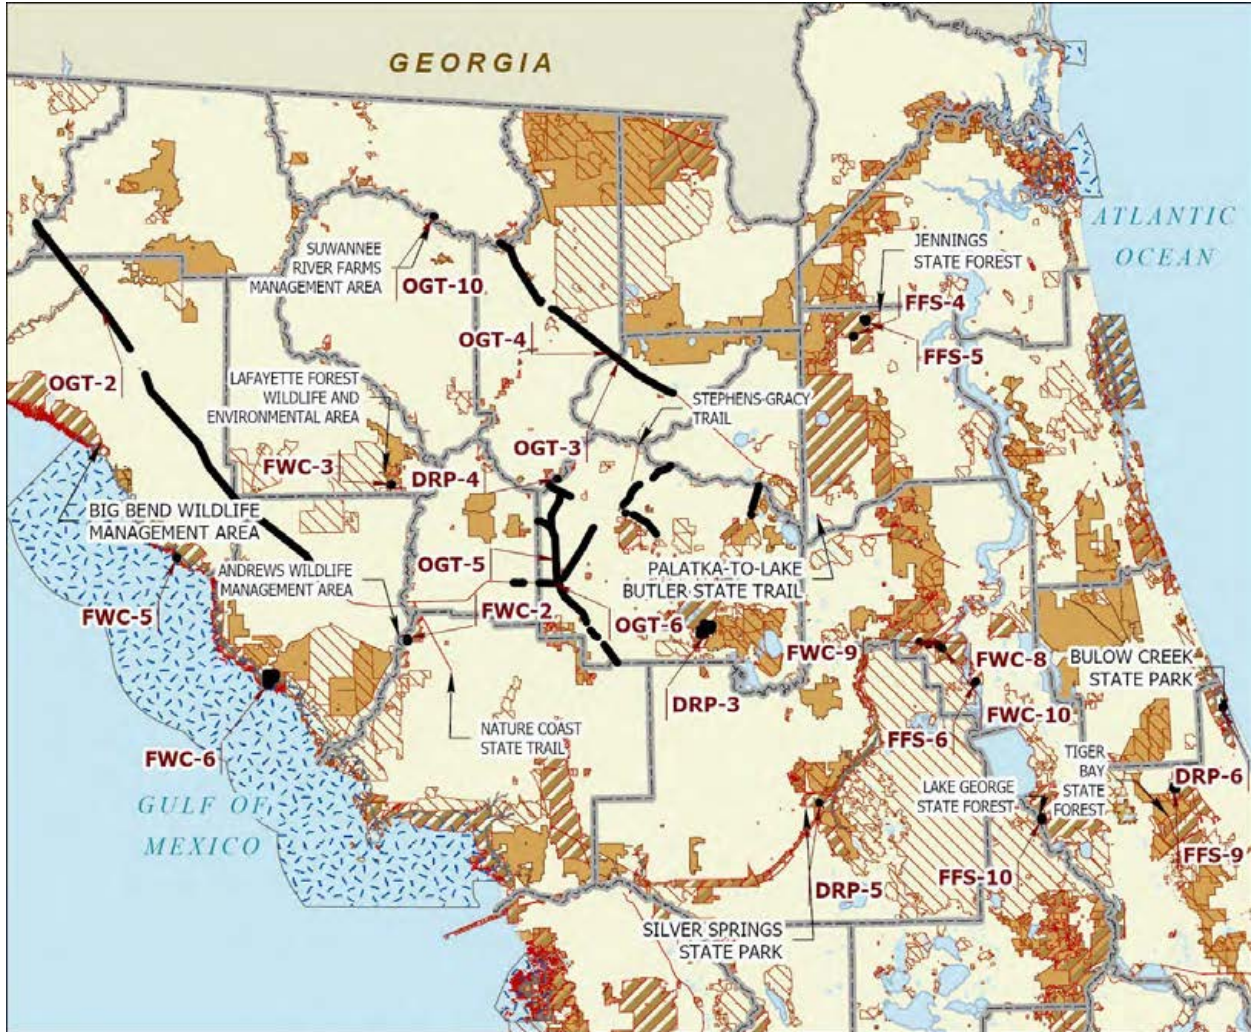 GEORGIA
ATLANTIC
OCEAN
SUWANNEE
RIVER FARMS
MANAGEMENT AREA
OGT-10
JENNINGS
STATE FOREST
FFS-4
FFS-5
OGT-4
OGT-2
LAFAYETTE FOREST
WILDLIFE AND
ENVIRONMENTAL AREA
STEPHENS-GRACY
TRAIL
OGT-3
FWC-3
DRP-4
BIG BEND WILDLIFE
MANAGEMENT AREA
OGT-5
ANDREWS WILDLIFE
MANAGEMENT AREA
PALATKA-TO-LAKE
BUTLER STATE TRAIL
FWC-5
FWC-2
OGT-6
FWC-9
FWC-8
BULOW CREEK
STATE PARK
DRP-3
FWC-10
NATURE COAST
STATE TRAIL
FFS-6
FWC-6
TIGER
BAY
STATE
FOREST
DRP-6
LAKE GEORGE
STATE FOREST
GULF OF
MEXICO
FFS-9
DRP-5
FFS-10
SILVER SPRINGS
STATE PARK